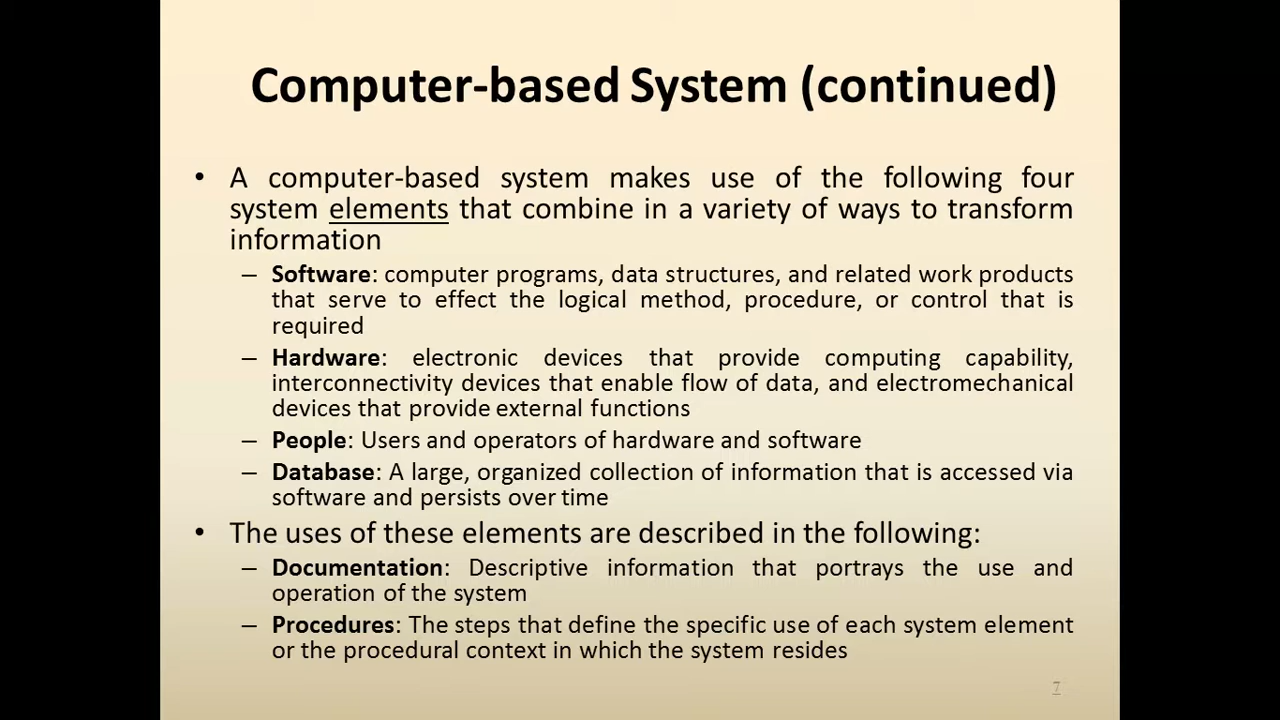 Computer-based System (continued)
• A computer-based system makes use of the following four
system elements that combine in a variety of ways to transform
information
– Software: computer programs, data structures, and related work products
that serve to effect the logical method, procedure, or control that is
required
– Hardware: electronic devices that provide computing capability,
interconnectivity devices that enable flow of data, and electromechanical
devices that provide external functions
– People: Users and operators of hardware and software
– Database: A large, organized collection of information that is accessed via
software and persists over time
• The uses of these elements are described in the following:
– Documentation: Descriptive information that portrays the use and
operation of the system
– Procedures: The steps that define the specific use of each system element
or the procedural context in which the system resides
7